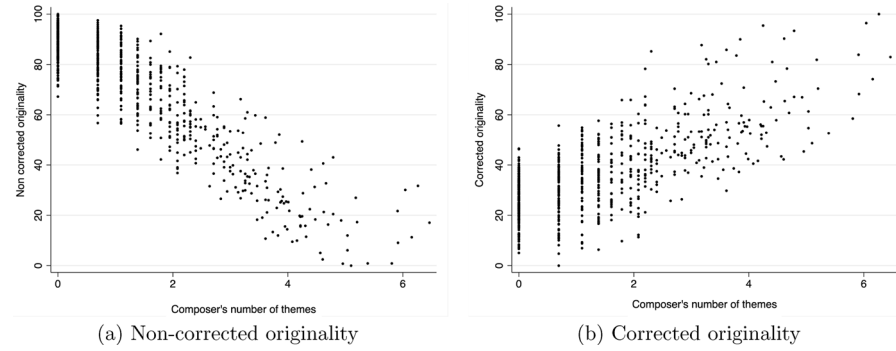 100
80
60
40
20
0
Non corrected originality
0 2 4 6
Composer's number of themes
(a) Non-corrected originality
100
80
60
40
20
0
Corrected originality
0 2 4 6
Composer's number of themes
(b) Corrected originality